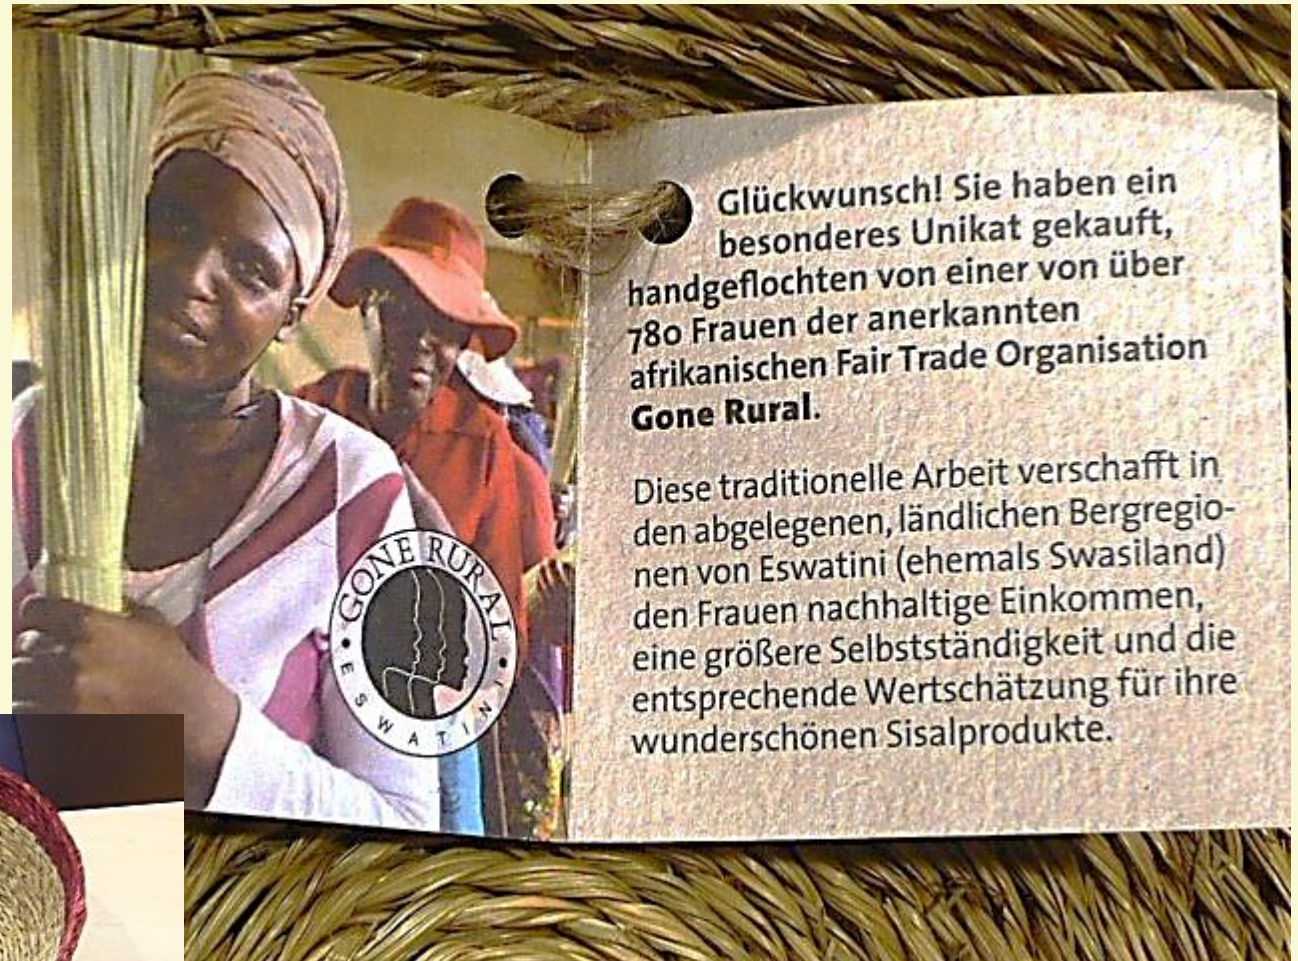 Glückwunsch! Sie haben ein
besonderes Unikat gekauft,
handgeflochten von einer von über
780 Frauen der anerkannten
afrikanischen Fair Trade Organisation
Gone Rural.
Diese traditionelle Arbeit verschafft in
den abgelegenen, ländlichen Bergregio-
nen von Eswatini (ehemals Swasiland)
den Frauen nachhaltige Einkommen,
eine größere Selbstständigkeit und die
entsprechende Wertschätzung für ihre
wunderschönen Sisalprodukte.
GONE RURAL
ESWATINI